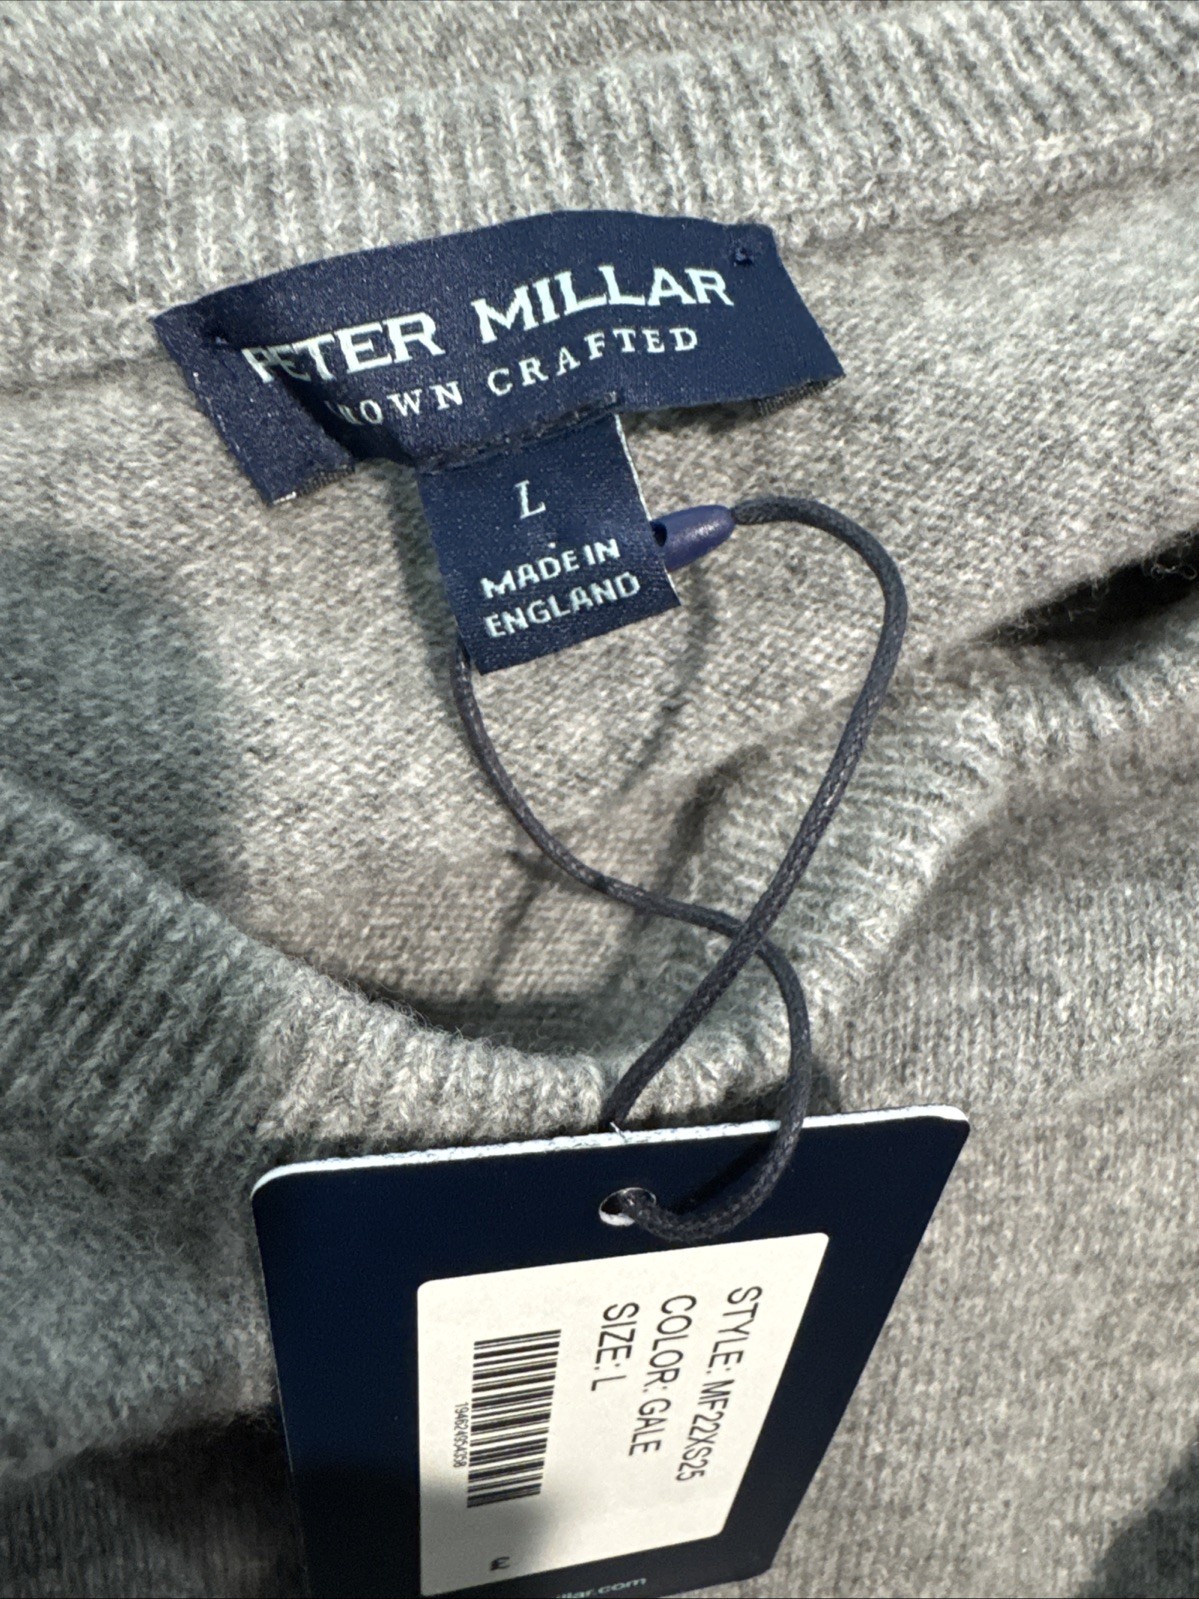 PETER MILLAR
CROWN CRAFTED
L
MADE IN
ENGLAND
STYLE: MF22XS25
COLOR: GALE
SIZE: L
£